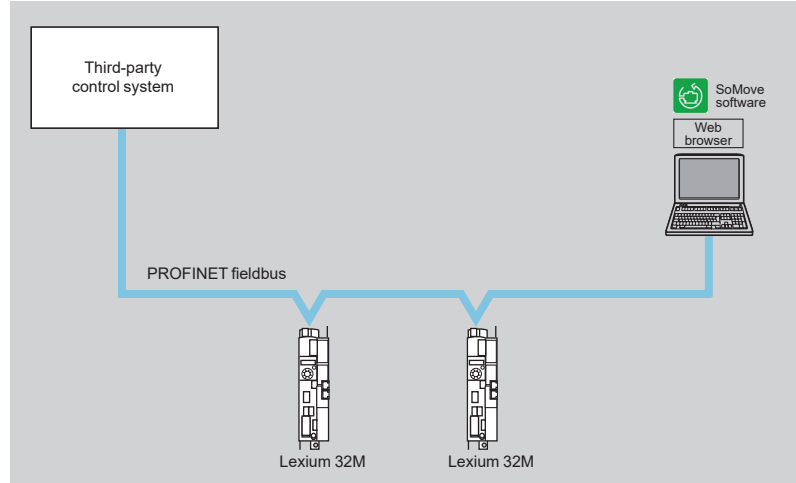 Third-party
control system
SoMove
software
Web
browser
PROFINET fieldbus
Lexium 32M
Lexium 32M